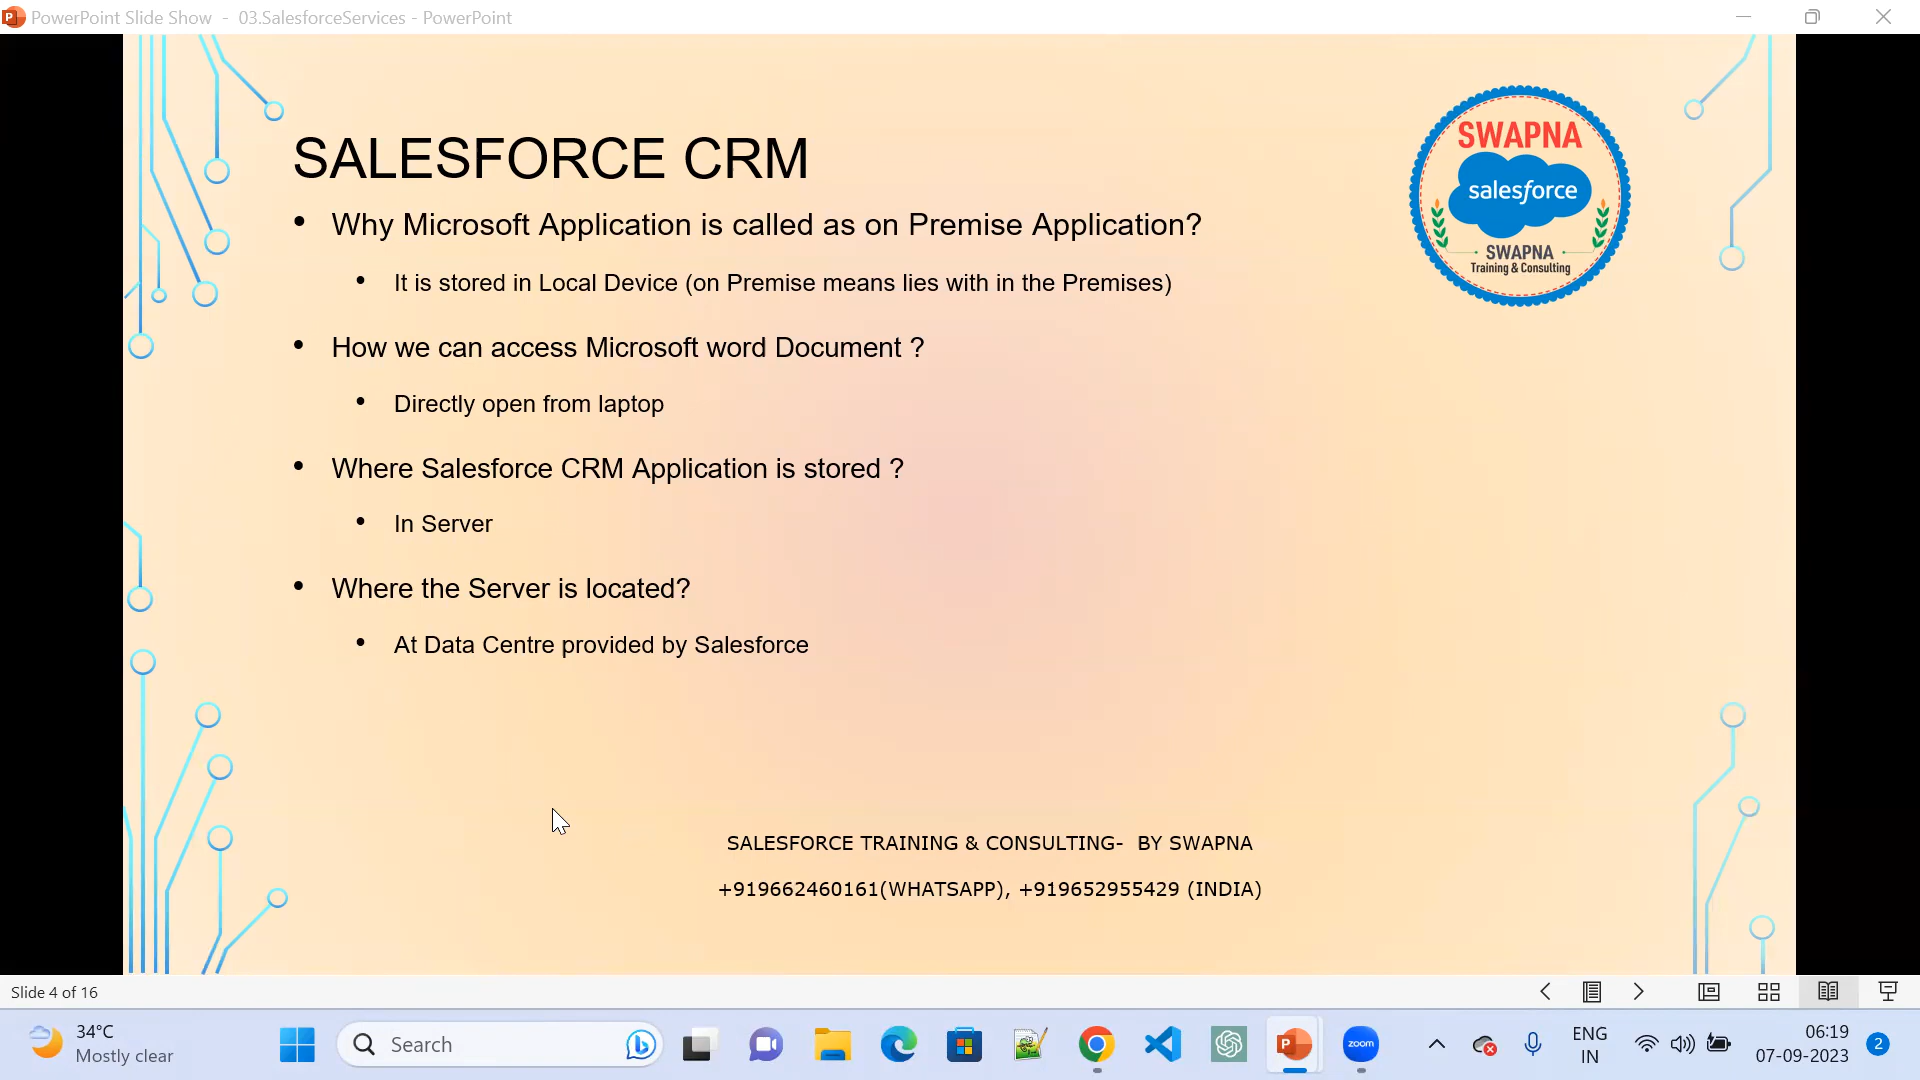 PowerPoint Slide Show - 03.SalesforceServices - PowerPoint
SALESFORCE CRM
SWAPNA
salesforce
SWAPNA
Training & Consulting
• Why Microsoft Application is called as on Premise Application?
• It is stored in Local Device (on Premise means lies with in the Premises)
• How we can access Microsoft word Document ?
• Directly open from laptop
• Where Salesforce CRM Application is stored ?
• In Server
• Where the Server is located?
• At Data Centre provided by Salesforce
SALESFORCE TRAINING & CONSULTING- BY SWAPNA
+919662460161(WHATSAPP), +919652955429 (INDIA)
Slide 4 of 16
34°C
Mostly clear
Search
zoom
ENG
IN
06:19
07-09-2023
2